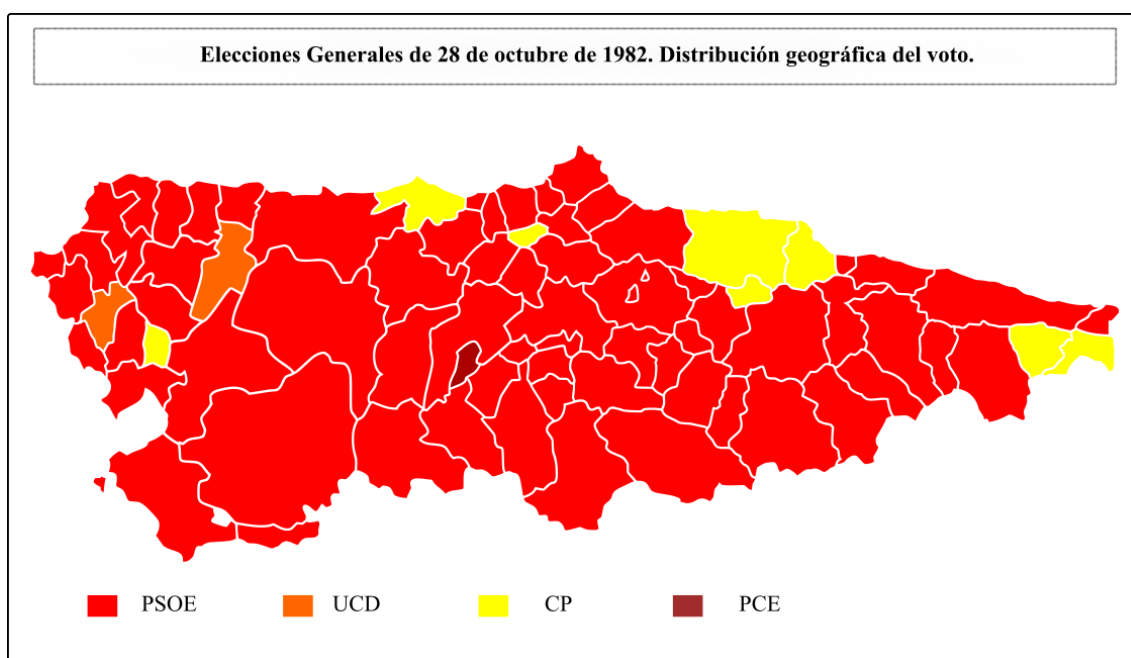 Elecciones Generales de 28 de octubre de 1982. Distribución geográfica del voto.
PSOE UCD CP PCE